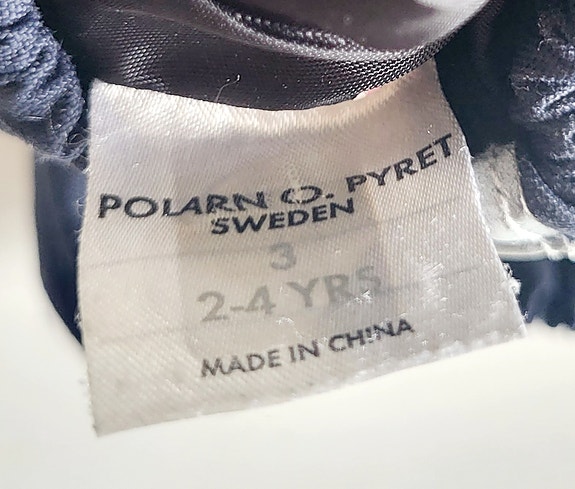 POLARN O. PYRET
SWEDEN
3
2-4 YRS
MADE IN CHINA